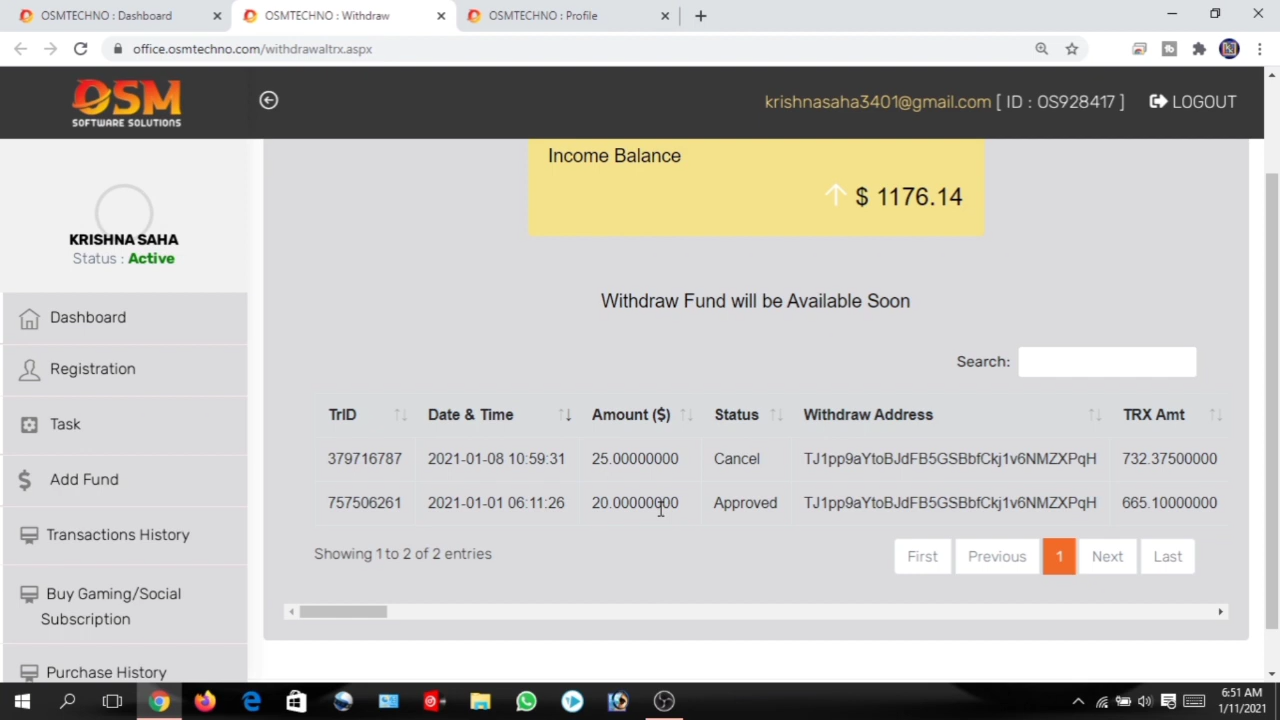 OSMTECHNO : Dashboard
OSMTECHNO : Withdraw
OSMTECHNO : Profile
office.osmtechno.com/withdrawaltrx.aspx
OSM
SOFTWARE SOLUTIONS
krishnasaha3401@gmail.com [ ID : OS928417 ]
LOGOUT
Income Balance
$ 1176.14
KRISHNA SAHA
Status : Active
Withdraw Fund will be Available Soon
Dashboard
Registration
Task
Add Fund
Transactions History
Buy Gaming/Social
Subscription
Purchase History
Search:
TrID Date & Time Amount ($) Status Withdraw Address TRX Amt
379716787 2021-01-08 10:59:31 25.00000000 Cancel TJ1pp9aYtoBJdFB5GSBbfCkj1v6NMZXPqH 732.37500000
757506261 2021-01-01 06:11:26 20.00000000 Approved TJ1pp9aYtoBJdFB5GSBbfCkj1v6NMZXPqH 665.10000000
Showing 1 to 2 of 2 entries
First Previous 1 Next Last
6:51 AM
1/11/2021